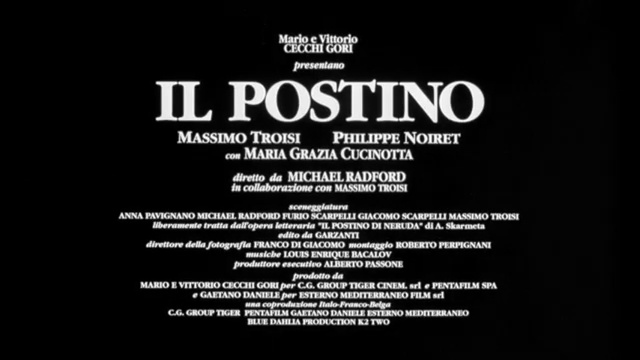 Mario e Vittorio
CECCHI GORI
presentano
IL POSTINO
MASSIMO TROISI PHILIPPE NOIRET
con MARIA GRAZIA CUCINOTTA
diretto da MICHAEL RADFORD
in collaborazione con MASSIMO TROISI
sceneggiatura
ANNA PAVIGNANO MICHAEL RADFORD FURIO SCARPELLI GIACOMO SCARPELLI MASSIMO TROISI
liberamente tratta dall'opera letteraria "IL POSTINO DI NERUDA" di A. Skarmeta
edito da GARZANTI
direttore della fotografia FRANCO DI GIACOMO montaggio ROBERTO PERPIGNANI
musiche LOUIS ENRIQUE BACALOV
produttore esecutivo ALBERTO PASSONE
prodotto da
MARIO E VITTORIO CECCHI GORI per C.G. GROUP TIGER CINEM. srl e PENTAFILM SPA
e GAETANO DANIELE per ESTERNO MEDITERRANEO FILM srl
una coproduzione Italo-Franco-Belga
C.G. GROUP TIGER PENTAFILM GAETANO DANIELE ESTERNO MEDITERRANEO
BLUE DAHLIA PRODUCTION K2 TWO